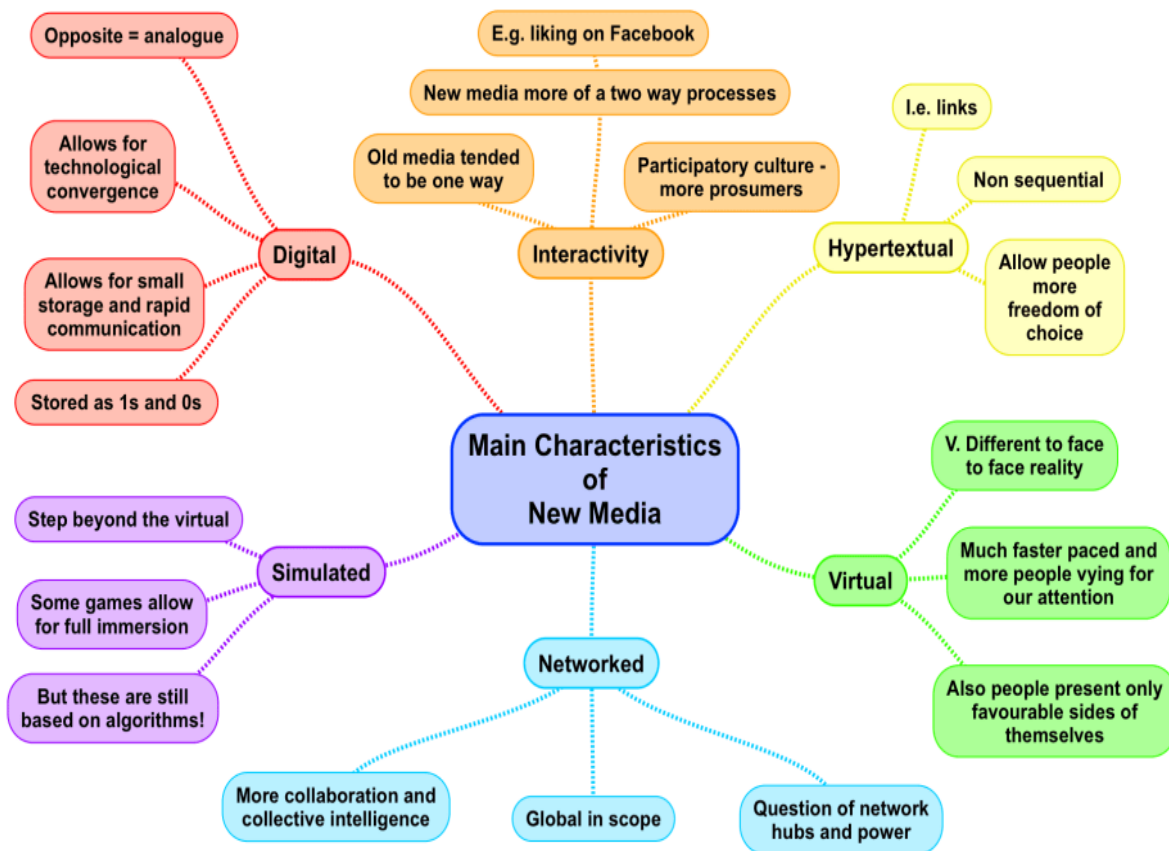 Opposite = analogue
Allows for
technological
convergence
Allows for small
storage and rapid
communication
Stored as 1s and 0s
Digital
E.g. liking on Facebook
New media more of a two way processes
Old media tended
to be one way
Participatory culture -
more prosumers
Interactivity
I.e. links
Non sequential
Allow people
more
freedom of
choice
Hypertextual
Main Characteristics
of
New Media
Step beyond the virtual
Some games allow
for full immersion
But these are still
based on algorithms!
Simulated
Networked
More collaboration and
collective intelligence
Global in scope
Question of network
hubs and power
Virtual
V. Different to face
to face reality
Much faster paced and
more people vying for
our attention
Also people present only
favourable sides of
themselves